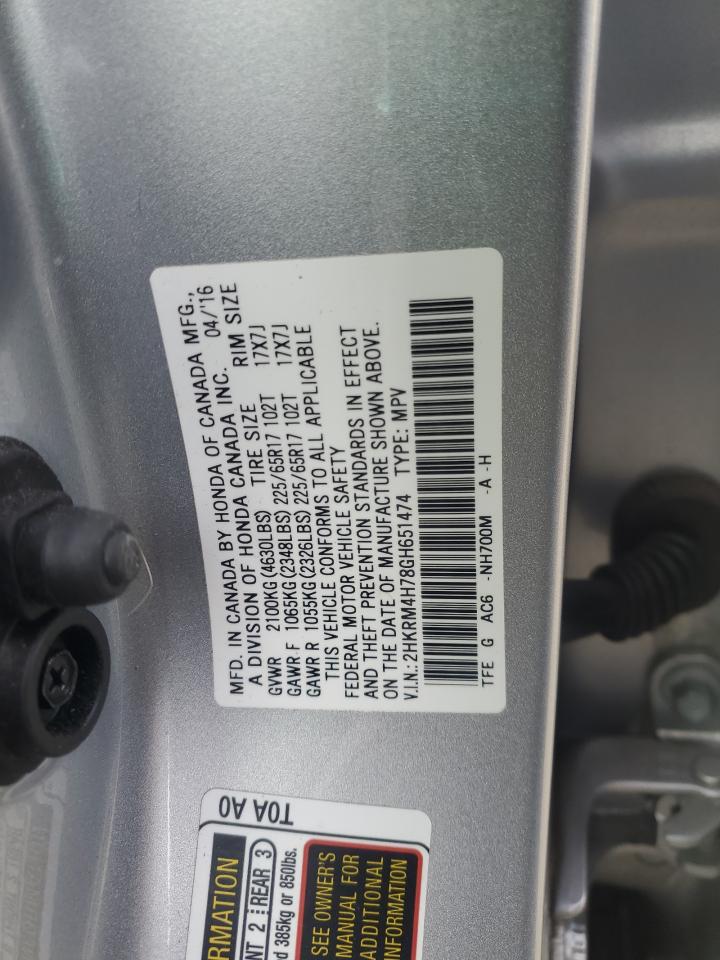 MFD. IN CANADA BY HONDA OF CANADA MFG.,
A DIVISION OF HONDA CANADA INC. 04/'16
GVWR 2100KG(4630LBS) TIRE SIZE RIM SIZE
GAWR F 1065KG(2348LBS)225/65R17 102T 17X7J
GAWR R 1055KG(2326LBS)225/65R17 102T 17X7J
THIS VEHICLE CONFORMS TO ALL APPLICABLE
FEDERAL MOTOR VEHICLE SAFETY
AND THEFT PREVENTION STANDARDS IN EFFECT
ON THE DATE OF MANUFACTURE SHOWN ABOVE.
V.I.N.: 2HKRM4H78GH651474 TYPE: MPV
TFE G AC6 -NH700M -A -H
T0A A0
RMATION
NT 2 REAR 3
d 385kg or 850lbs.
SEE OWNER'S
MANUAL FOR
ADDITIONAL
INFORMATION